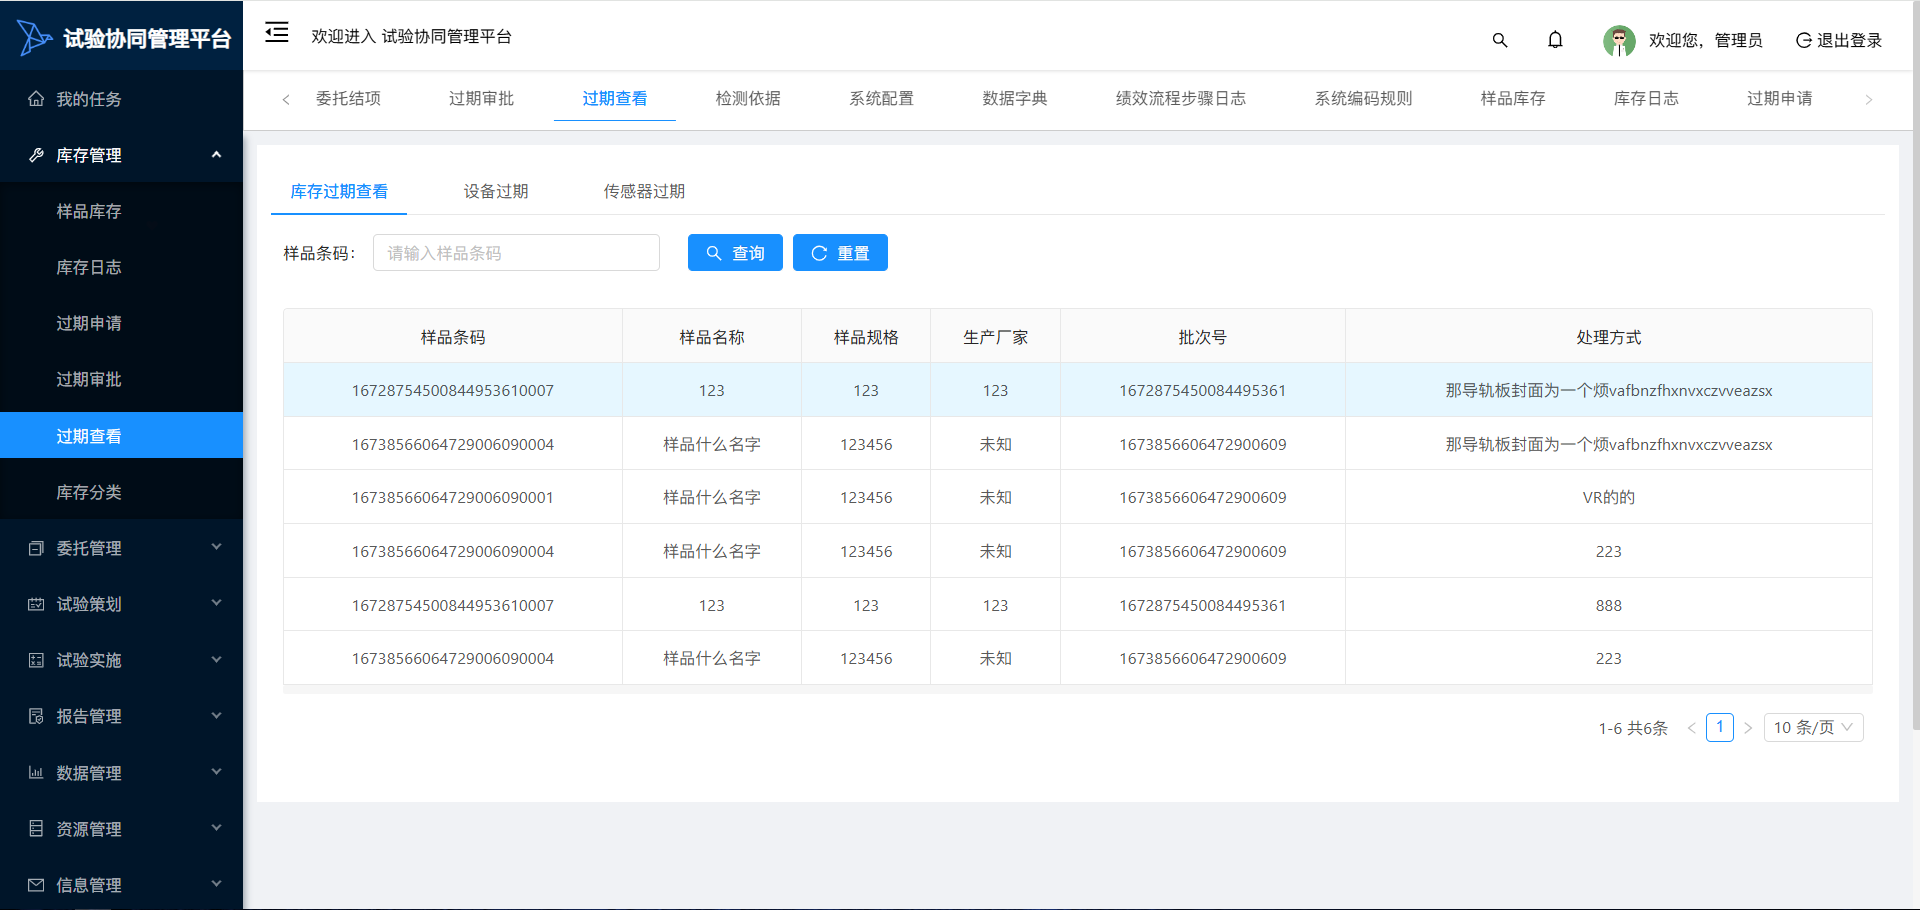 试验协同管理平台
欢迎进入 试验协同管理平台
欢迎您，管理员
退出登录
委托结项 过期审批 过期查看 检测依据 系统配置 数据字典 绩效流程步骤日志 系统编码规则 样品库存 库存日志 过期申请
我的任务
库存管理
样品库存
库存日志
过期申请
过期审批
过期查看
库存分类
委托管理
试验策划
试验实施
报告管理
数据管理
资源管理
信息管理
库存过期查看 设备过期 传感器过期
样品条码： 请输入样品条码 查询 重置
样品条码 样品名称 样品规格 生产厂家 批次号 处理方式
16728754500844953610007 123 123 123 1672875450084495361 那导轨板封面为一个烦vafbnzfhxnvxczvveazsx
16738566064729006090004 样品什么名字 123456 未知 1673856606472900609 那导轨板封面为一个烦vafbnzfhxnvxczvveazsx
16738566064729006090001 样品什么名字 123456 未知 1673856606472900609 VR的的
16738566064729006090004 样品什么名字 123456 未知 1673856606472900609 223
16728754500844953610007 123 123 123 1672875450084495361 888
16738566064729006090004 样品什么名字 123456 未知 1673856606472900609 223
1-6 共6条 1 10 条/页